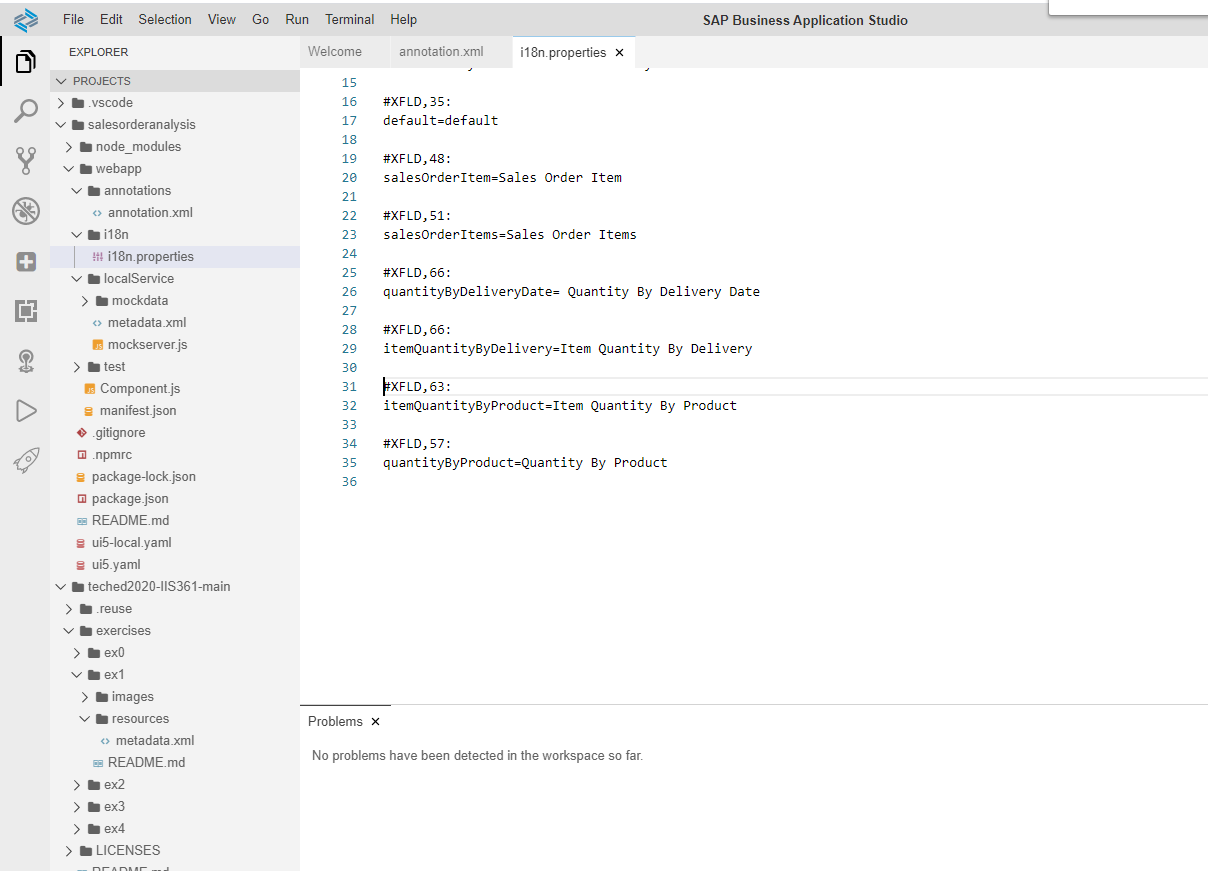 File Edit Selection View Go Run Terminal Help
SAP Business Application Studio
EXPLORER
PROJECTS
.vscode
salesorderanalysis
node_modules
webapp
annotations
annotation.xml
i18n
i18n.properties
localService
mockdata
metadata.xml
mockserver.js
test
Component.js
manifest.json
.gitignore
.npmrc
package-lock.json
package.json
README.md
ui5-local.yaml
ui5.yaml
teched2020-IIS361-main
.reuse
exercises
ex0
ex1
images
resources
metadata.xml
README.md
ex2
ex3
ex4
LICENSES
README.md
Welcome annotation.xml i18n.properties ×
15
16 #XFLD,35:
17 default=default
18
19 #XFLD,48:
20 salesOrderItem=Sales Order Item
21
22 #XFLD,51:
23 salesOrderItems=Sales Order Items
24
25 #XFLD,66:
26 quantityByDeliveryDate= Quantity By Delivery Date
27
28 #XFLD,66:
29 itemQuantityByDelivery=Item Quantity By Delivery
30
31 #XFLD,63:
32 itemQuantityByProduct=Item Quantity By Product
33
34 #XFLD,57:
35 quantityByProduct=Quantity By Product
36
Problems ×
No problems have been detected in the workspace so far.